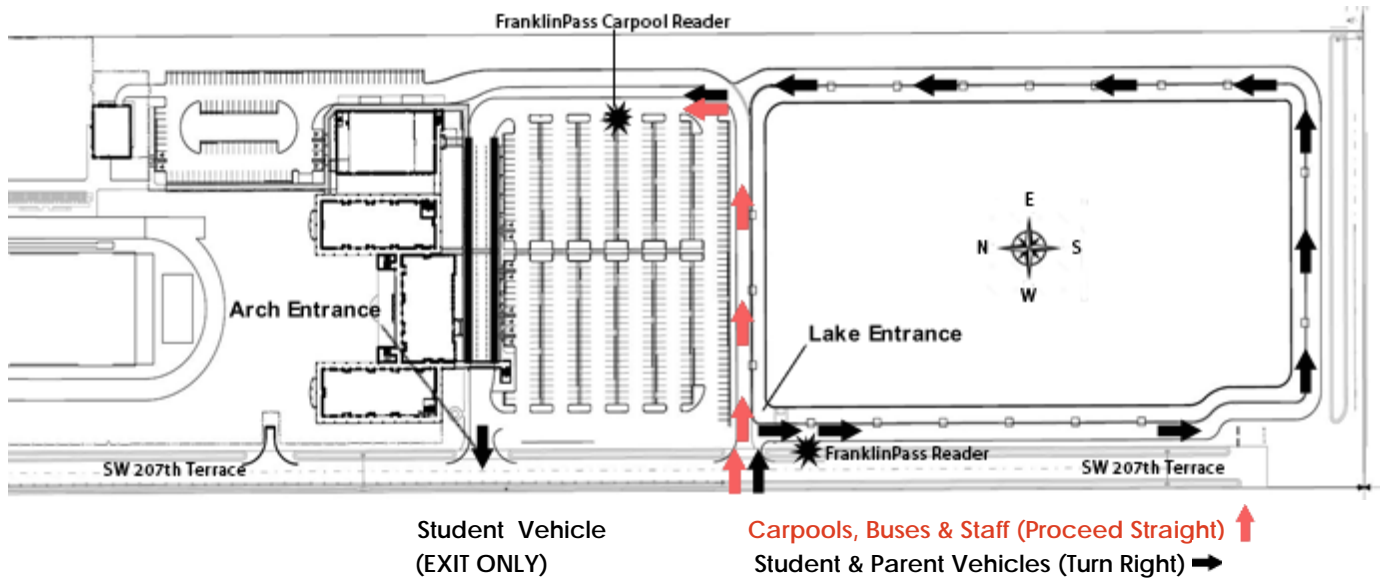 FranklinPass Carpool Reader
E
N
S
W
Arch Entrance
Lake Entrance
FranklinPass Reader
SW 207th Terrace
SW 207th Terrace
Student Vehicle
(EXIT ONLY)
Carpools, Buses & Staff (Proceed Straight)
Student & Parent Vehicles (Turn Right)